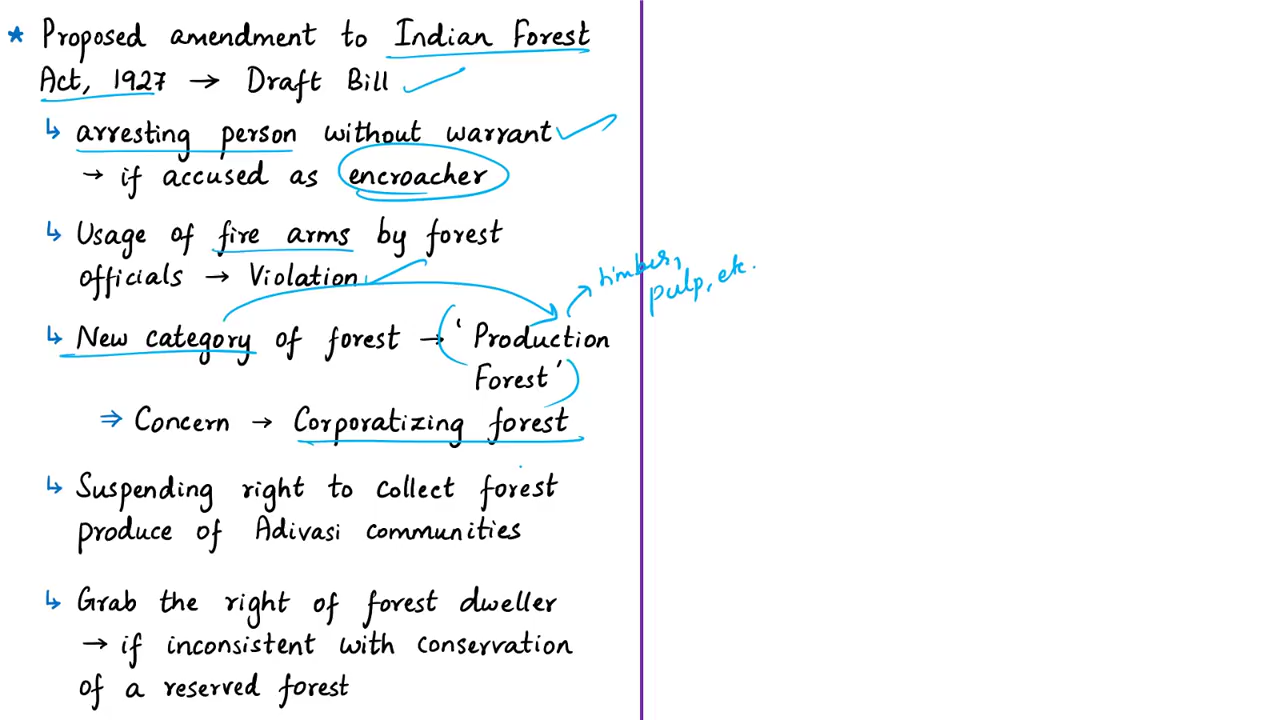 * Proposed amendment to Indian Forest
Act, 1927 → Draft Bill ✓
↳ arresting person without warrant ✓
→ if accused as encroacher
↳ Usage of fire arms by forest
officials → Violation ✓
timber,
pulp, etc.
↳ New category of forest → ( 'Production
Forest' )
⇒ Concern → Corporatizing forest
↳ Suspending right to collect forest
produce of Adivasi communities
↳ Grab the right of forest dweller
→ if inconsistent with conservation
of a reserved forest